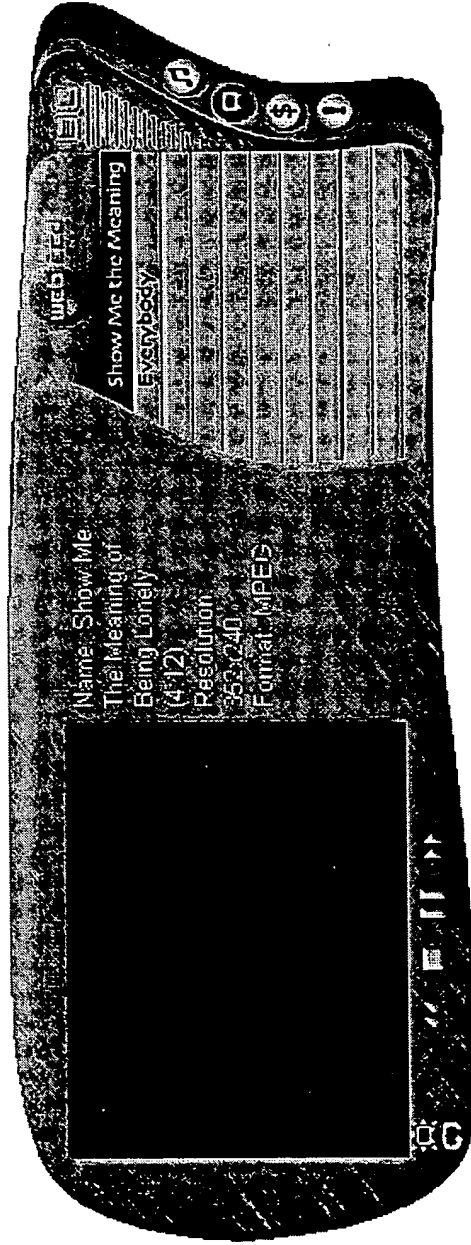 Name: Show Me
The Meaning of
Being Lonely
(4:12)
Resolution
352x240
Format: MPEG
Show Me the Meaning
Everybody